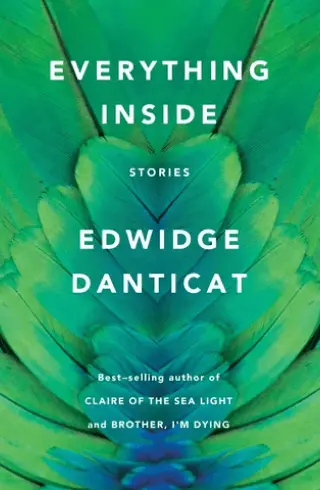 EVERYTHING
INSIDE
STORIES
EDWIDGE
DANTICAT
Best–selling author of
CLAIRE OF THE SEA LIGHT
and BROTHER, I'M DYING